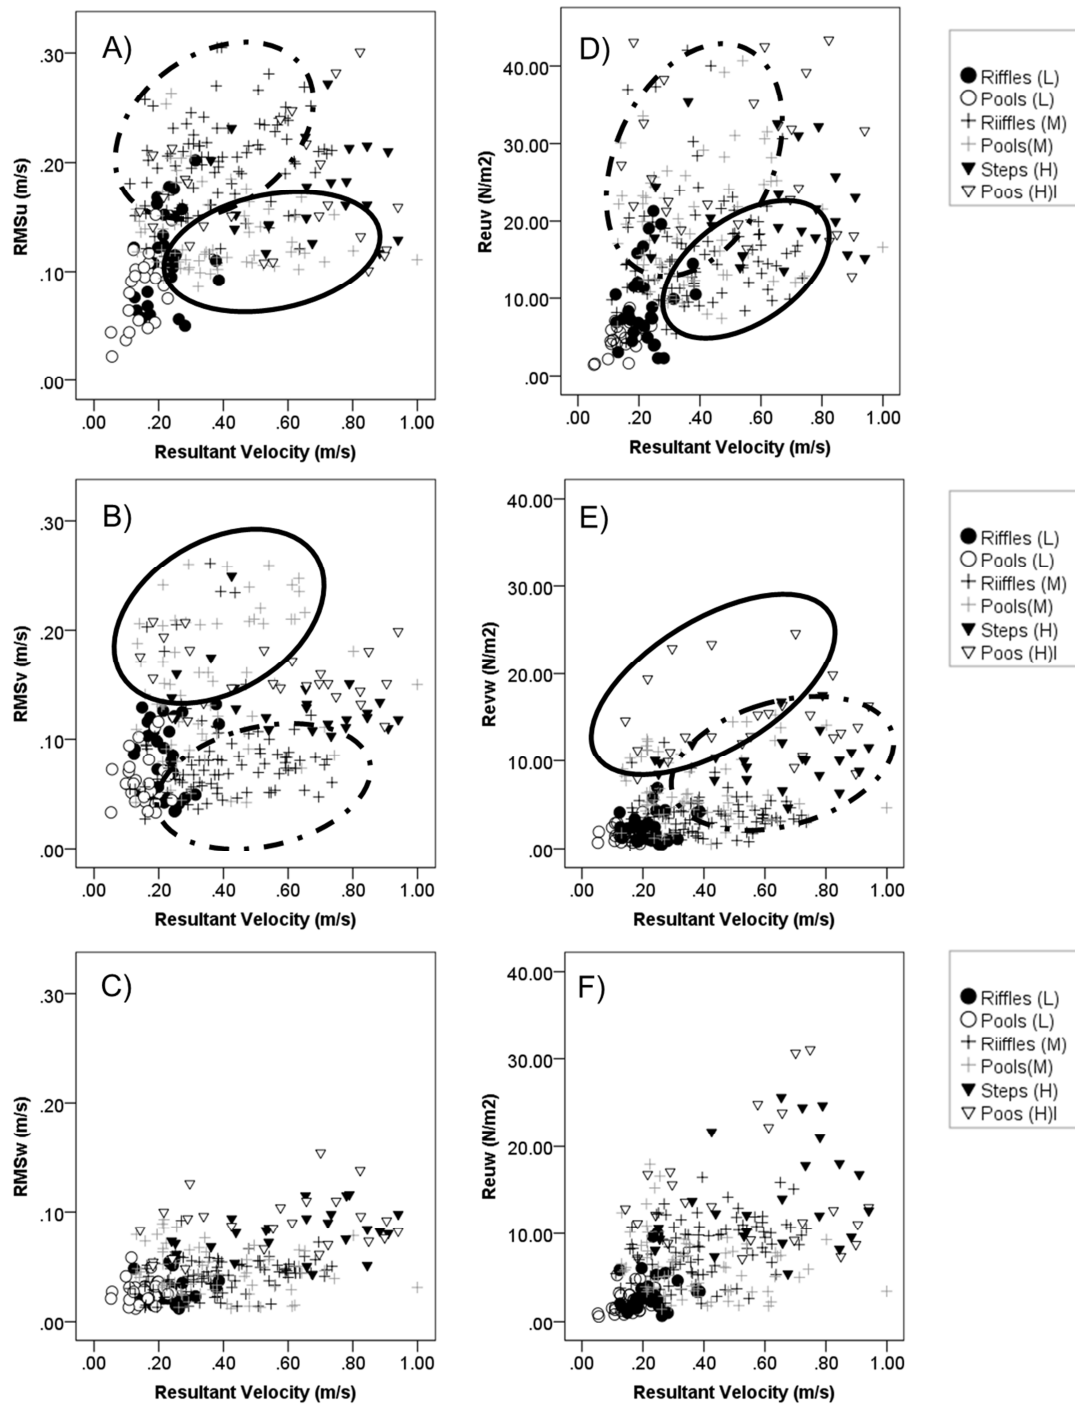 A)
RMSu (m/s)
.30
.20
.10
.00
.00 .20 .40 .60 .80 1.00
Resultant Velocity (m/s)
D)
Reuv (N/m2)
40.00
30.00
20.00
10.00
.00
.00 .20 .40 .60 .80 1.00
Resultant Velocity (m/s)
Riffles (L)
Pools (L)
Riiffles (M)
Pools(M)
Steps (H)
Poos (H)l
B)
RMSv (m/s)
.30
.20
.10
.00
.00 .20 .40 .60 .80 1.00
Resultant Velocity (m/s)
E)
Revw (N/m2)
40.00
30.00
20.00
10.00
.00
.00 .20 .40 .60 .80 1.00
Resultant Velocity (m/s)
Riffles (L)
Pools (L)
Riiffles (M)
Pools(M)
Steps (H)
Poos (H)l
C)
RMSw (m/s)
.30
.20
.10
.00
.00 .20 .40 .60 .80 1.00
Resultant Velocity (m/s)
F)
Reuw (N/m2)
40.00
30.00
20.00
10.00
.00
.00 .20 .40 .60 .80 1.00
Resultant Velocity (m/s)
Riffles (L)
Pools (L)
Riiffles (M)
Pools(M)
Steps (H)
Poos (H)l